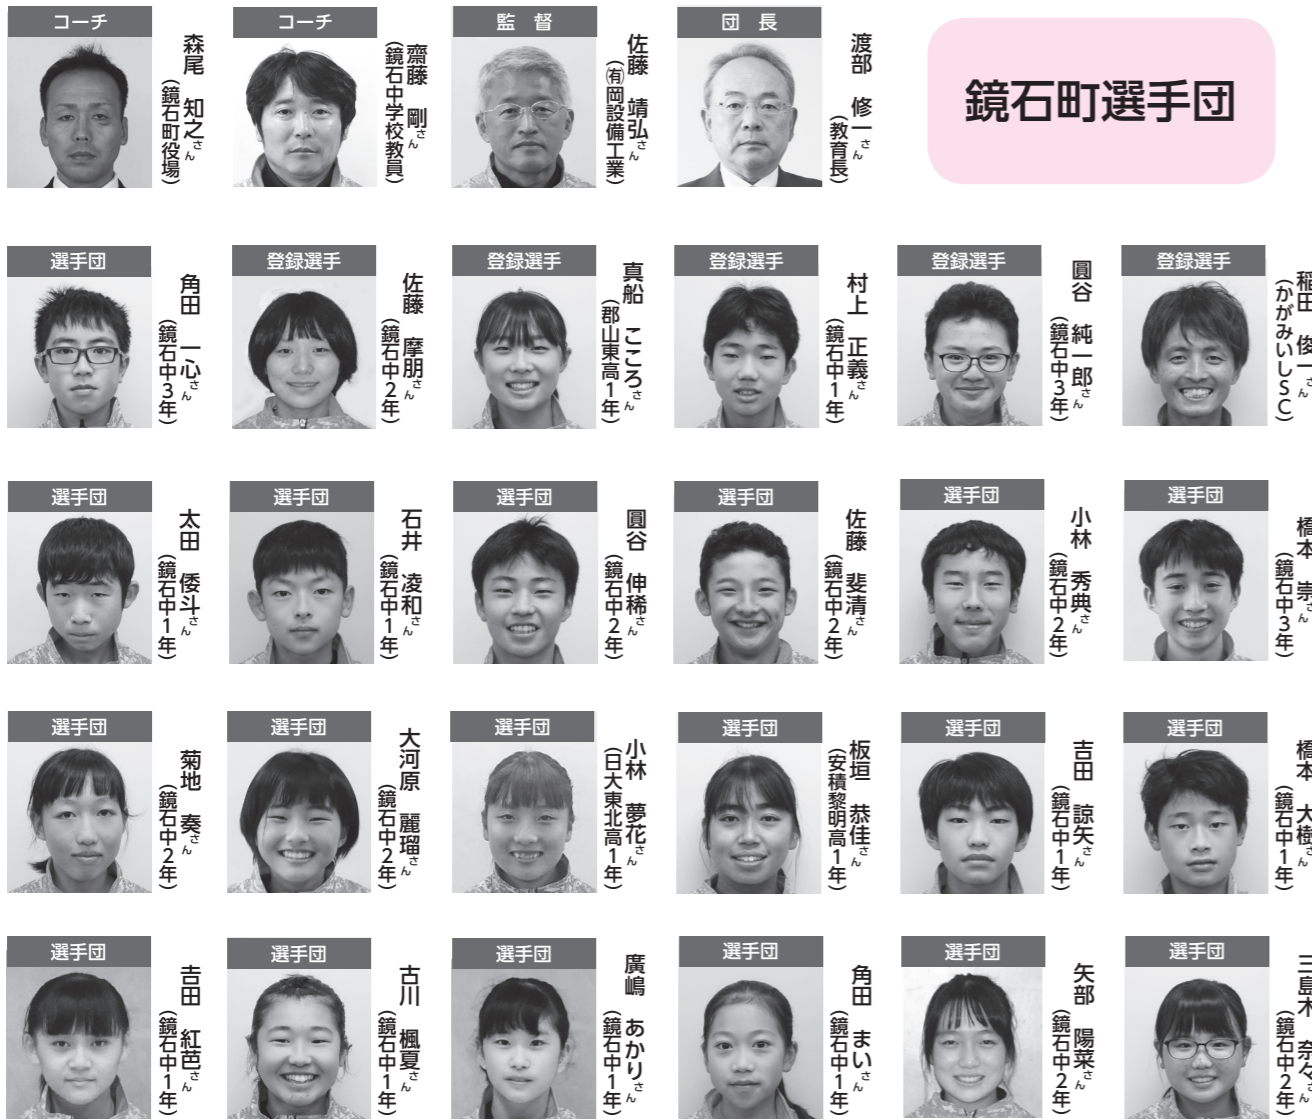 鏡石町選手団
団長
渡部 修一さん
(教育長)
監督
佐藤 靖弘さん
(㈲岡設備工業)
コーチ
齋藤 剛さん
(鏡石中学校教員)
コーチ
森尾 知之さん
(鏡石町役場)
登録選手
稲田 俊一さん
(かがみいしSC)
登録選手
圓谷 純一郎さん
(鏡石中3年)
登録選手
村上 正義さん
(鏡石中1年)
登録選手
真船 こころさん
(郡山東高1年)
登録選手
佐藤 摩朋さん
(鏡石中2年)
選手団
角田 一心さん
(鏡石中3年)
選手団
橋本 崇さん
(鏡石中3年)
選手団
小林 秀典さん
(鏡石中2年)
選手団
佐藤 斐清さん
(鏡石中2年)
選手団
圓谷 伸稀さん
(鏡石中2年)
選手団
石井 凌和さん
(鏡石中1年)
選手団
太田 倭斗さん
(鏡石中1年)
選手団
橋本 大樹さん
(鏡石中1年)
選手団
吉田 諒矢さん
(鏡石中1年)
選手団
板垣 恭佳さん
(安積黎明高1年)
選手団
小林 夢花さん
(日大東北高1年)
選手団
大河原 麗瑠さん
(鏡石中2年)
選手団
菊地 奏さん
(鏡石中2年)
選手団
三島木 奈々さん
(鏡石中2年)
選手団
矢部 陽菜さん
(鏡石中2年)
選手団
角田 まいさん
(鏡石中1年)
選手団
廣嶋 あかりさん
(鏡石中1年)
選手団
古川 楓夏さん
(鏡石中1年)
選手団
𠮷田 紅芭さん
(鏡石中1年)